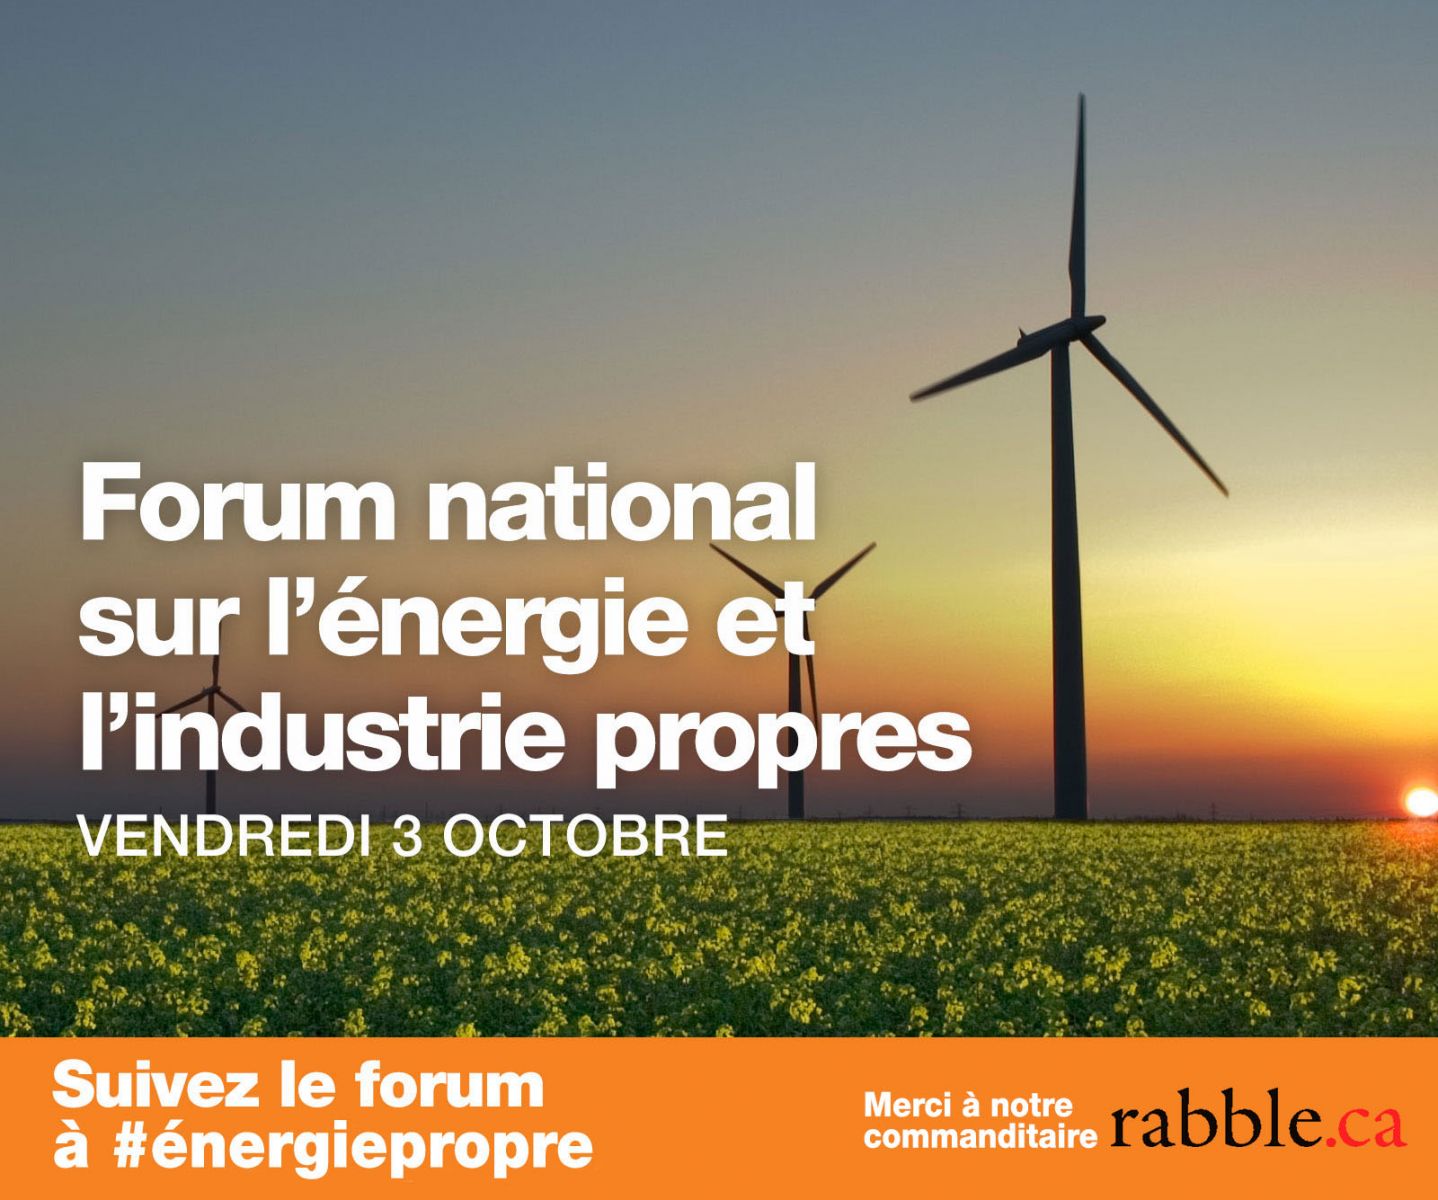 Forum national
sur l’énergie et
l’industrie propres
VENDREDI 3 OCTOBRE
Suivez le forum
à #énergiepropre
Merci à notre
commanditaire
rabble.ca